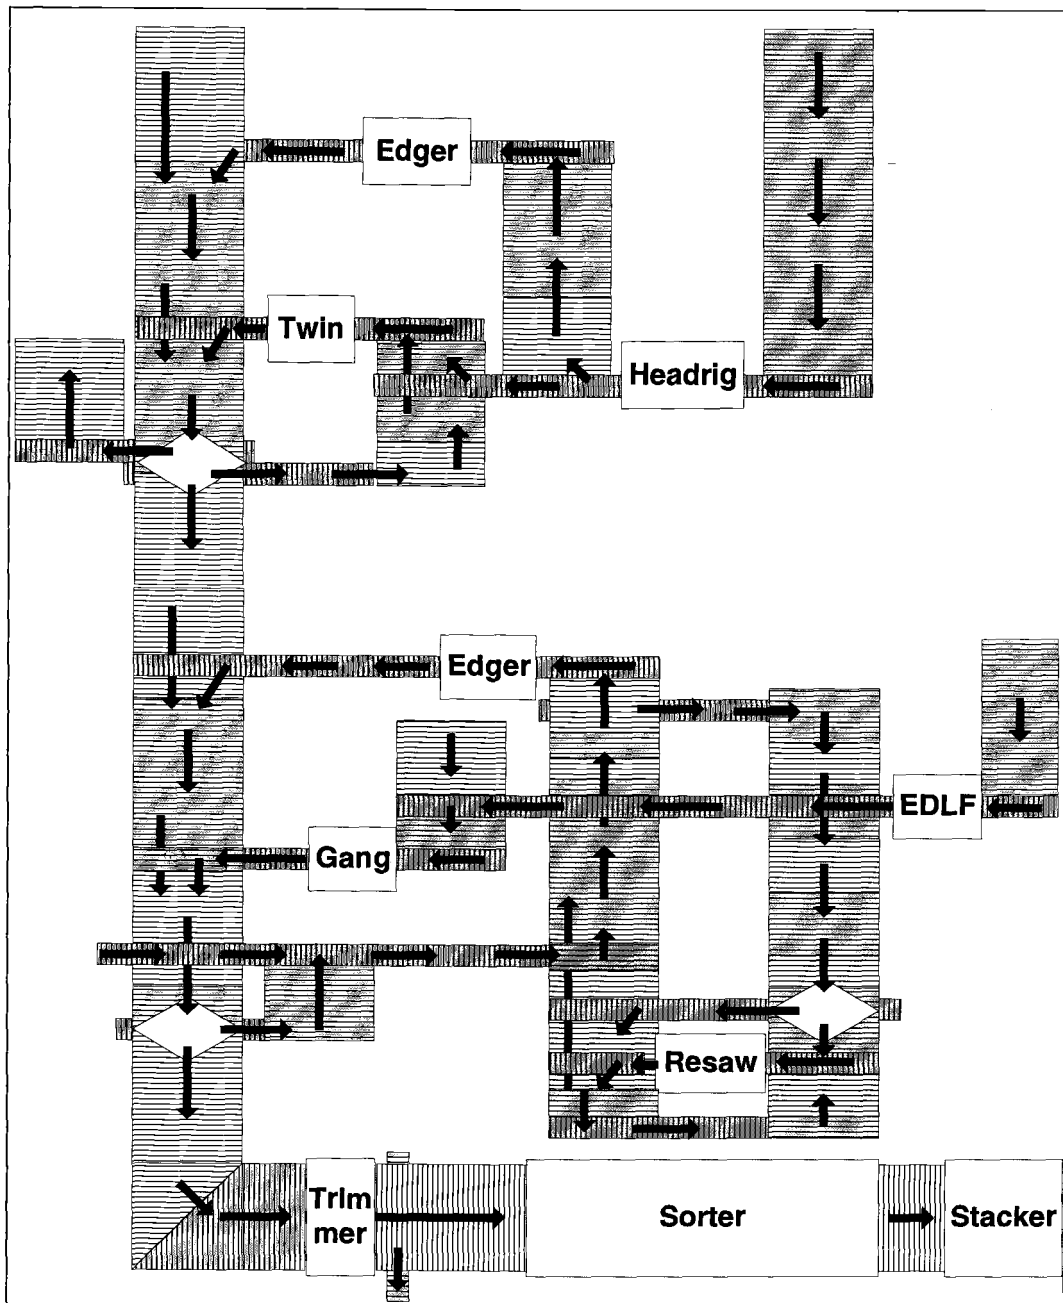 Edger
Twin
Headrig
Edger
EDLF
Gang
Resaw
Trim
mer
Sorter
Stacker